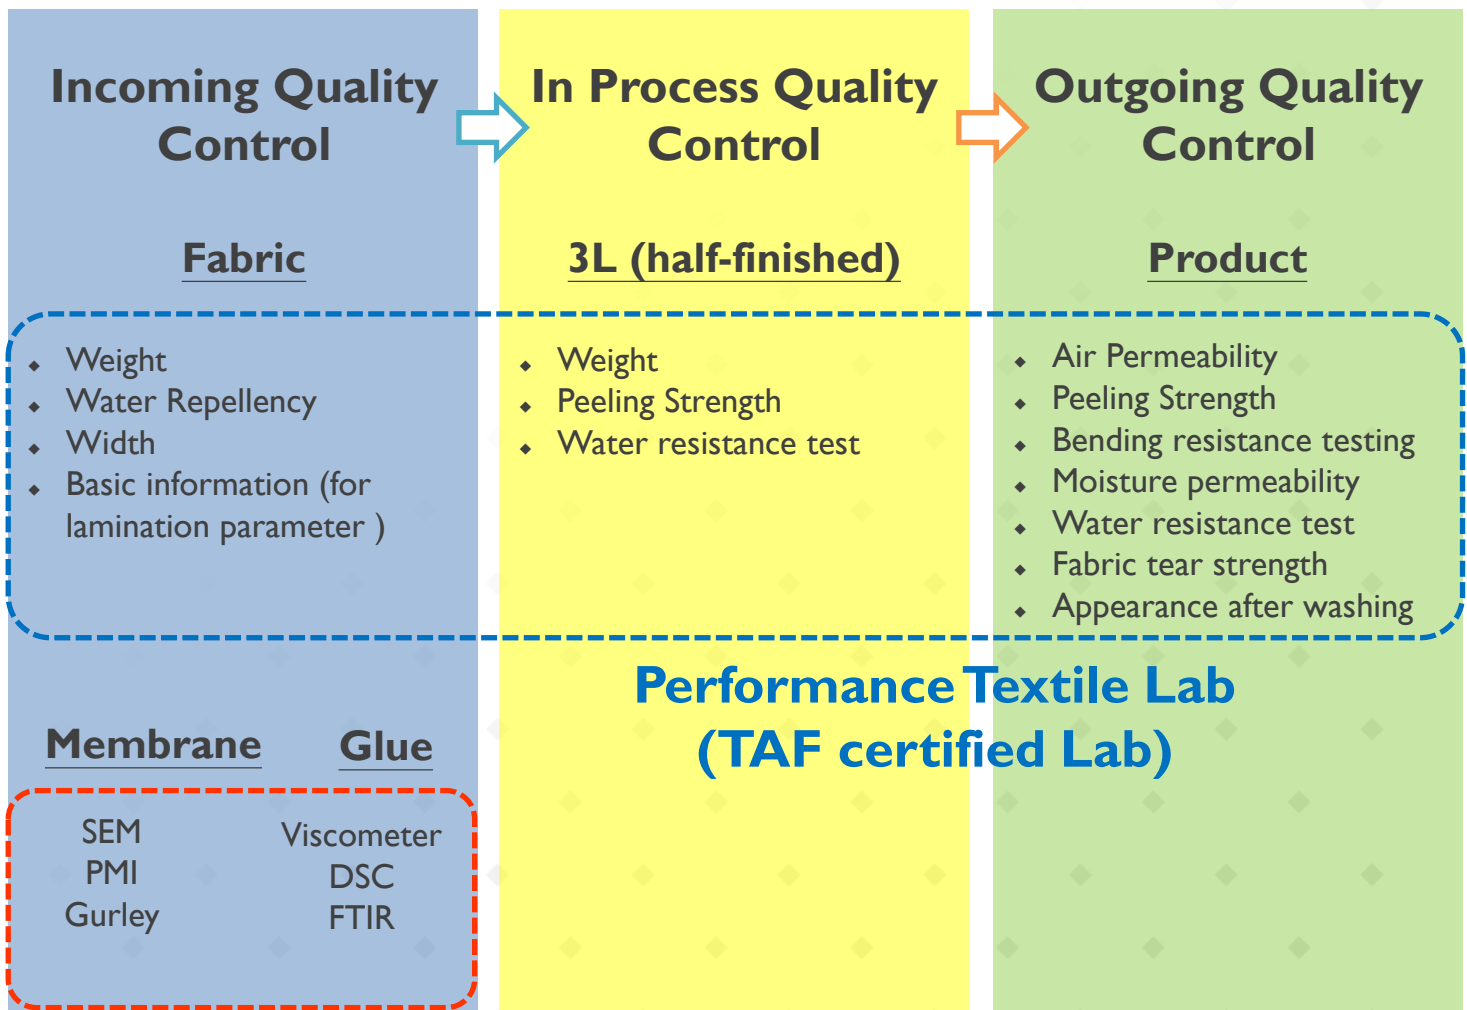 Incoming Quality
Control
In Process Quality
Control
Outgoing Quality
Control
Fabric
◆ Weight
◆ Water Repellency
◆ Width
◆ Basic information (for
lamination parameter )
3L (half-finished)
◆ Weight
◆ Peeling Strength
◆ Water resistance test
Product
◆ Air Permeability
◆ Peeling Strength
◆ Bending resistance testing
◆ Moisture permeability
◆ Water resistance test
◆ Fabric tear strength
◆ Appearance after washing
Performance Textile Lab
(TAF certified Lab)
Membrane
SEM
PMI
Gurley
Glue
Viscometer
DSC
FTIR